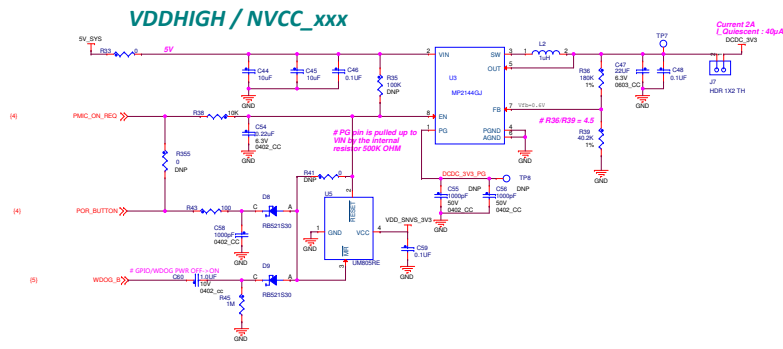 VDDHIGH / NVCC_xxx
Current 2A
I_Quiescent : 40µA
5V_SYS
DCDC_3V3
R33
0
5V
2
VIN
SW
3
L2
1uH
1
2
TP7
OUT
5
C44
10uF
C45
10uF
C46
0.1UF
R35
100K
DNP
U3
MP2144GJ
R36
180K
1%
C47
22UF
6.3V
0603_CC
C48
0.1UF
J7
HDR 1X2 TH
GND
GND
GND
(4)
PMIC_ON_REQ
R38
10K
8
EN
PG
1
FB
7
Vfb=0.6V
PGND
AGND
4
6
# R36/R39 = 4.5
R39
40.2K
1%
C54
0.22uF
6.3V
0402_CC
GND
# PG pin is pulled up to
VIN by the internal
resistor 500K OHM
GND
GND
R355
0
DNP
R41
0
DNP
DCDC_3V3_PG
TP8
C55
1000pF
50V
0402_CC
DNP
C56
1000pF
50V
0402_CC
DNP
GND
(4)
POR_BUTTON
R43
100
D8
C
A
RB521S30
C58
1000pF
0402_CC
GND
U5
2
RESET
1
GND
VCC
4
MR
3
UM805RE
GND
VDD_SNVS_3V3
C59
0.1UF
GND
# GPIO/WDOG PWR OFF->ON
(5)
WDOG_B
C60
1.0UF
10V
0402_cc
D9
C
A
RB521S30
R45
1M
GND